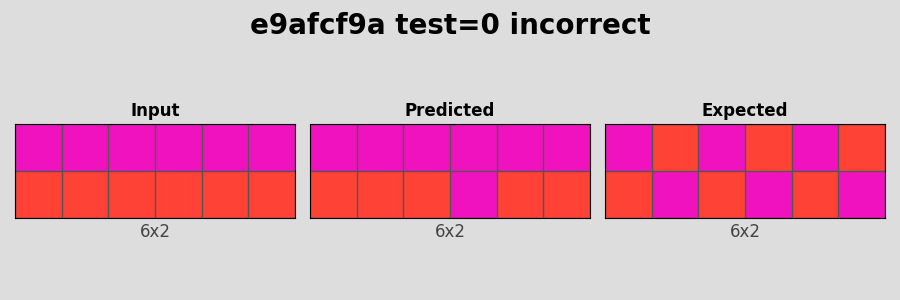 e9afcf9a test=0 incorrect
Input
Predicted
Expected
6x2
6x2
6x2